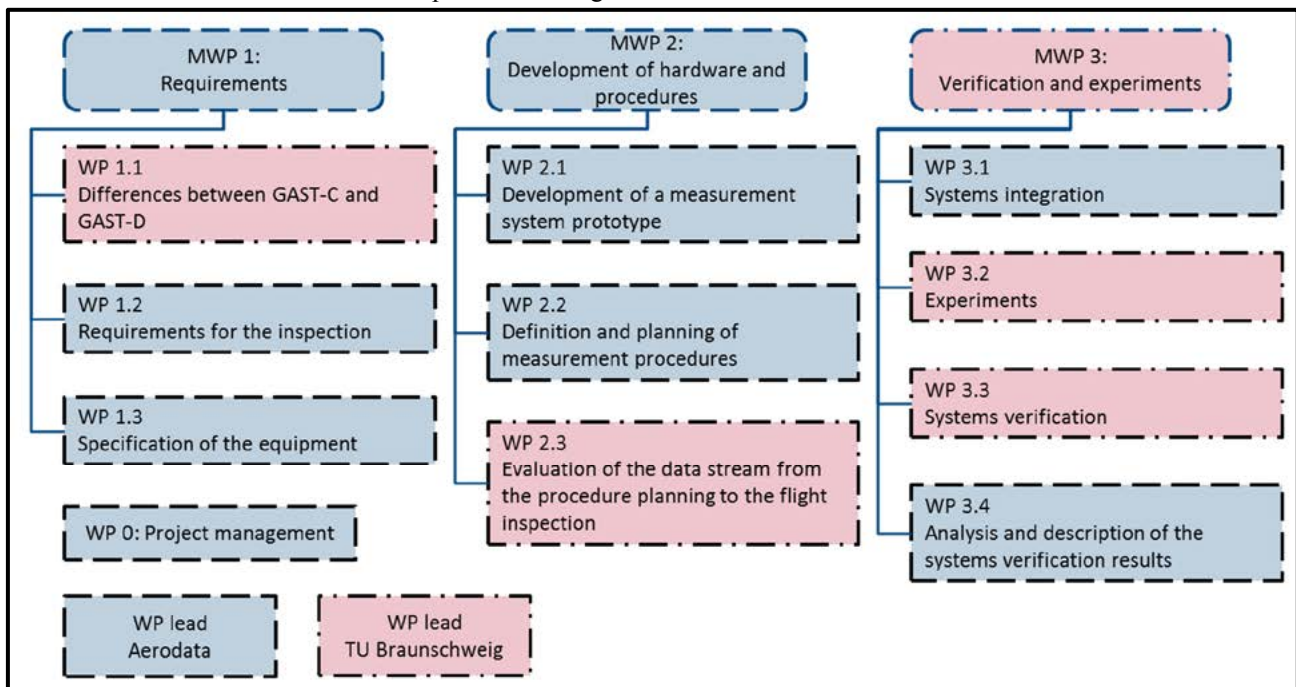 MWP 1:
Requirements
WP 1.1
Differences between GAST-C and
GAST-D
WP 1.2
Requirements for the inspection
WP 1.3
Specification of the equipment
WP 0: Project management
WP lead
Aerodata
WP lead
TU Braunschweig
MWP 2:
Development of hardware and
procedures
WP 2.1
Development of a measurement
system prototype
WP 2.2
Definition and planning of
measurement procedures
WP 2.3
Evaluation of the data stream from
the procedure planning to the flight
inspection
MWP 3:
Verification and experiments
WP 3.1
Systems integration
WP 3.2
Experiments
WP 3.3
Systems verification
WP 3.4
Analysis and description of the
systems verification results